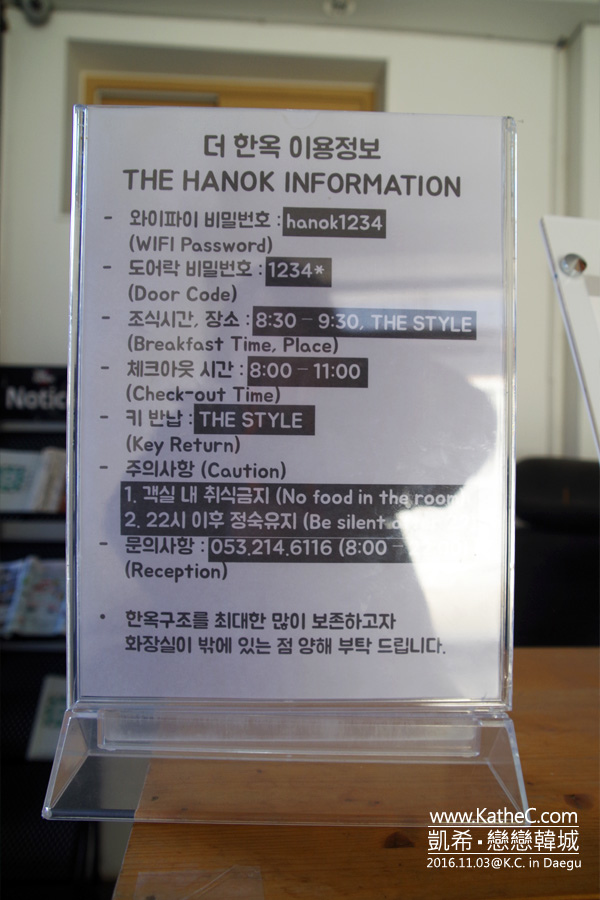 더 한옥 이용정보
THE HANOK INFORMATION
- 와이파이 비밀번호 : hanok1234
(WIFI Password)
- 도어락 비밀번호 : 1234*
(Door Code)
- 조식시간, 장소 : 8:30 – 9:30, THE STYLE
(Breakfast Time, Place)
- 체크아웃 시간 : 8:00 – 11:00
(Check-out Time)
- 키 반납 : THE STYLE
(Key Return)
- 주의사항 (Caution)
1. 객실 내 취식금지 (No food in the room)
2. 22시 이후 정숙유지 (Be silent
- 문의사항 : 053.214.6116 (8:00 –
(Reception)
• 한옥구조를 최대한 많이 보존하고자
화장실이 밖에 있는 점 양해 부탁 드립니다.
www.KatheC.com
凱希·戀戀韓城
2016.11.03@K.C. in Daegu